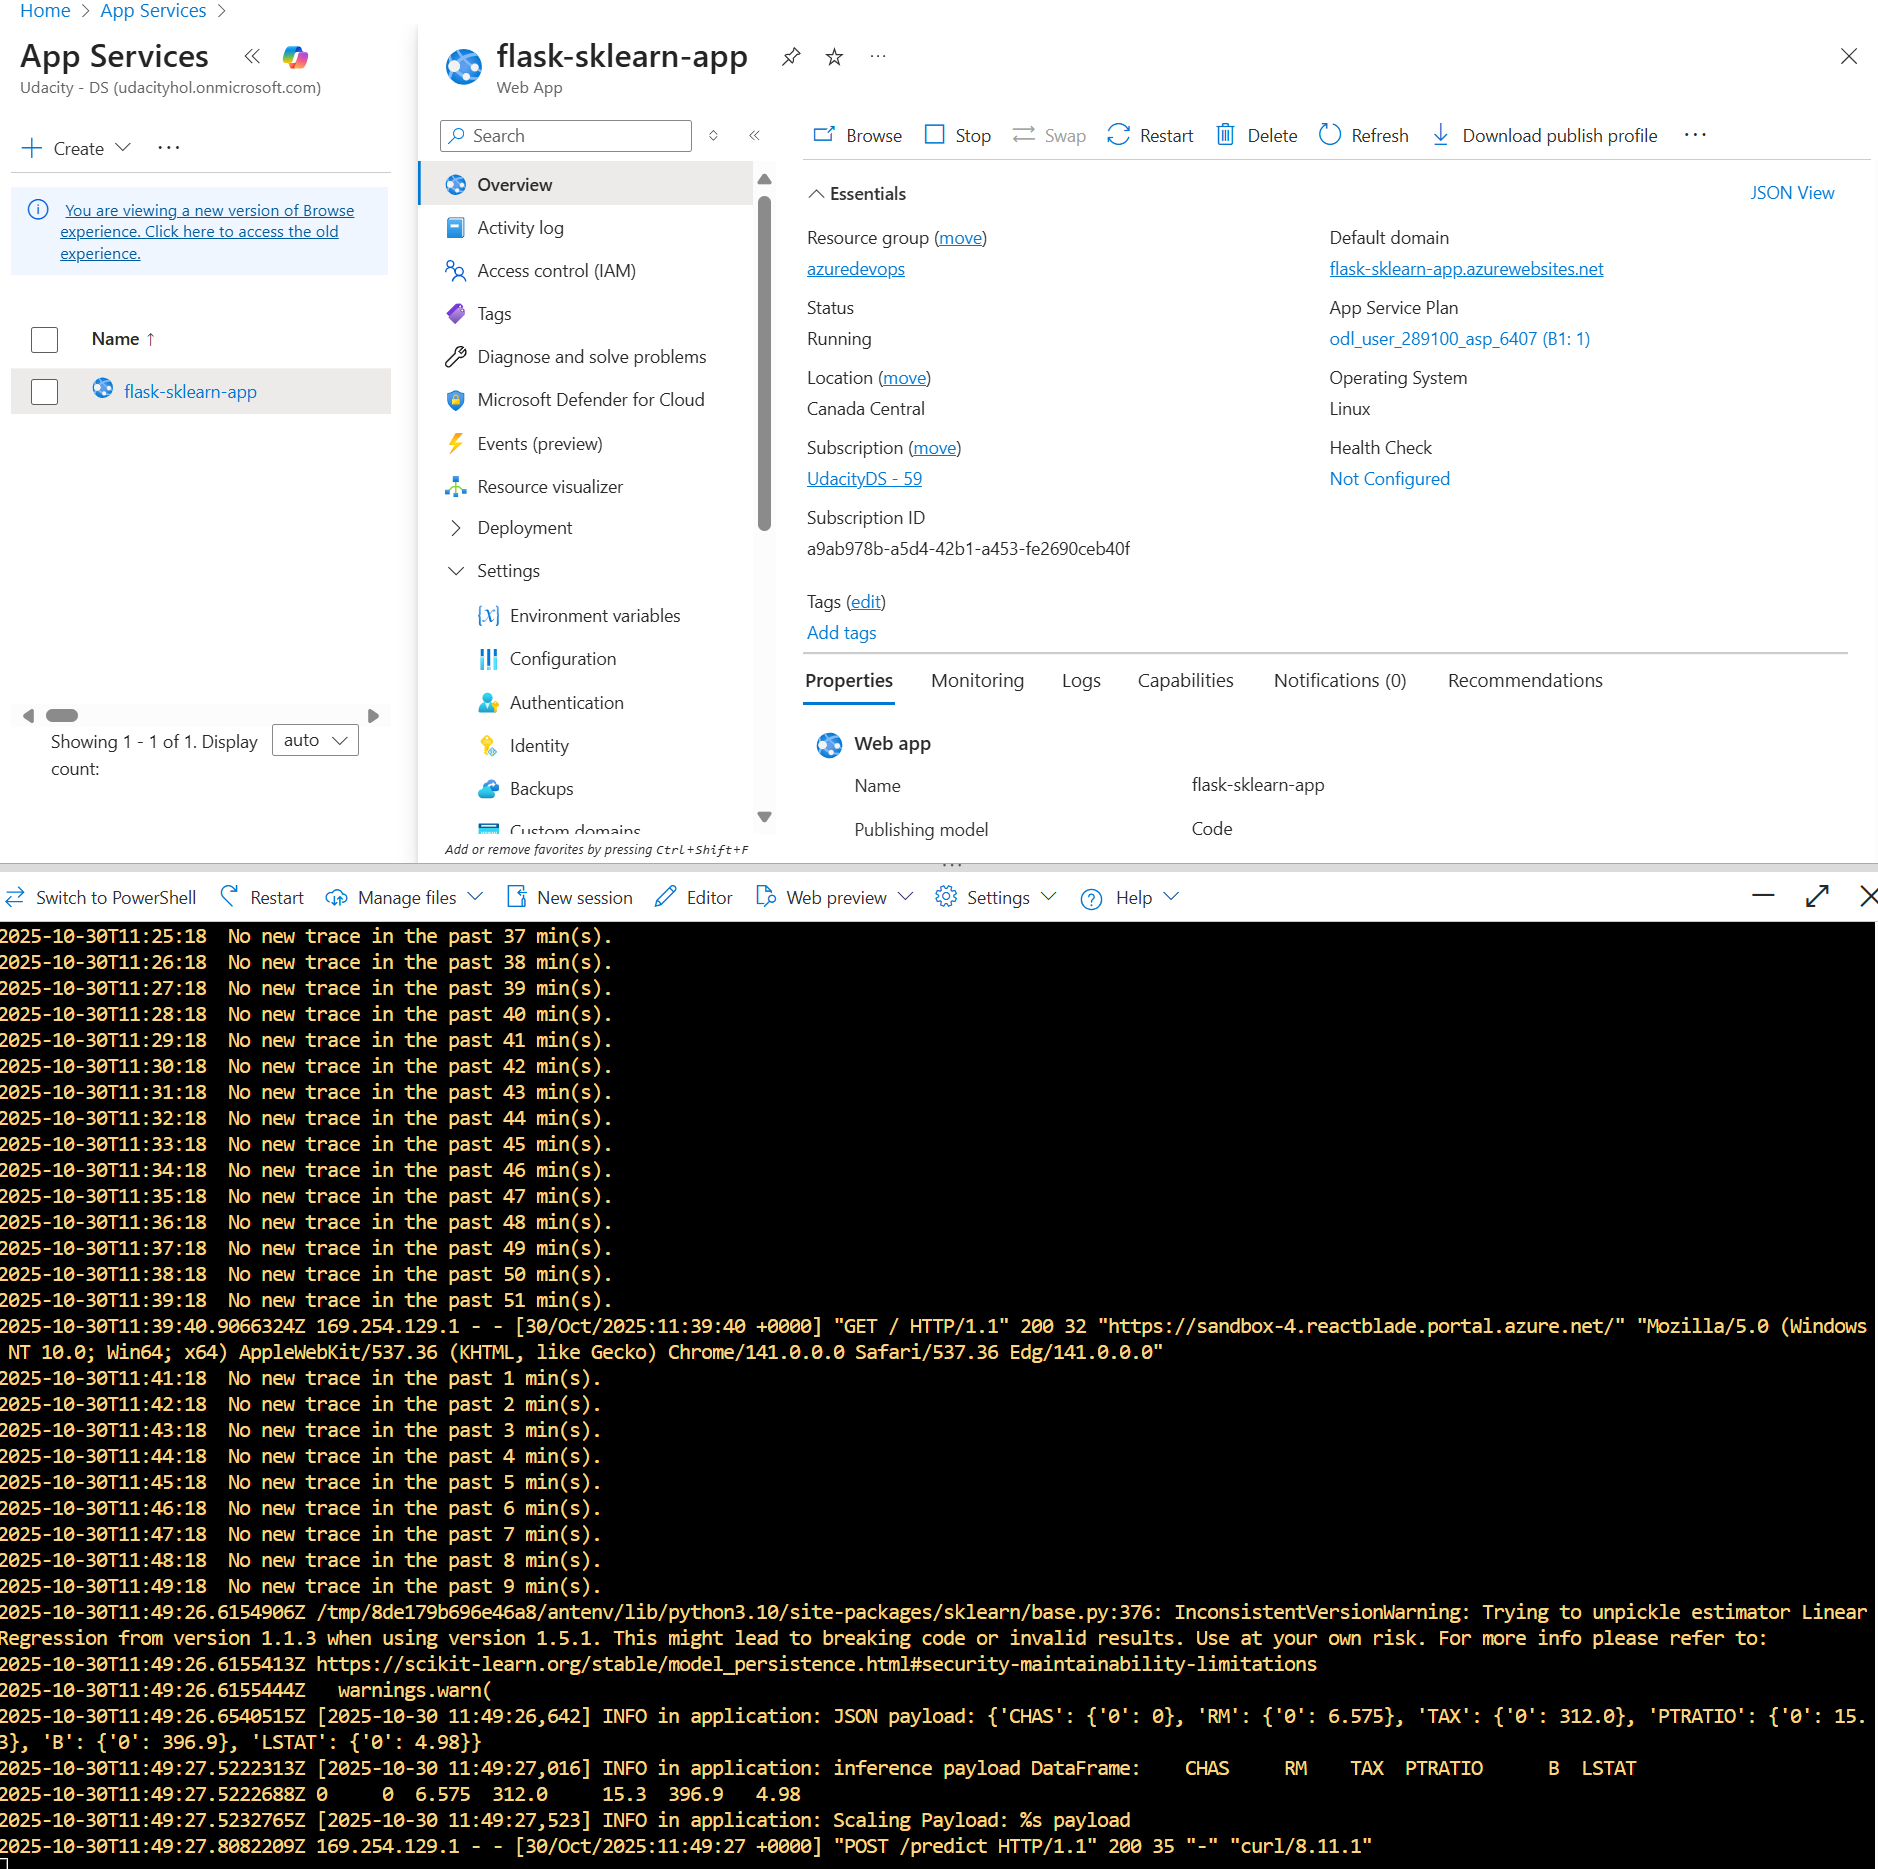 Home > App Services >
App Services
Udacity - DS (udacityhol.onmicrosoft.com)
Create
You are viewing a new version of Browse
experience. Click here to access the old
experience.
Name ↑
flask-sklearn-app
Showing 1 - 1 of 1. Display
count:
auto
flask-sklearn-app
Web App
Search
Overview
Activity log
Access control (IAM)
Tags
Diagnose and solve problems
Microsoft Defender for Cloud
Events (preview)
Resource visualizer
Deployment
Settings
Environment variables
Configuration
Authentication
Identity
Backups
Custom domains
Add or remove favorites by pressing Ctrl+Shift+F
Browse Stop Swap Restart Delete Refresh Download publish profile
Essentials
JSON View
Resource group (move)
azuredevops
Status
Running
Location (move)
Canada Central
Subscription (move)
UdacityDS - 59
Subscription ID
a9ab978b-a5d4-42b1-a453-fe2690ceb40f
Default domain
flask-sklearn-app.azurewebsites.net
App Service Plan
odl_user_289100_asp_6407 (B1: 1)
Operating System
Linux
Health Check
Not Configured
Tags (edit)
Add tags
Properties Monitoring Logs Capabilities Notifications (0) Recommendations
Web app
Name flask-sklearn-app
Publishing model Code
Switch to PowerShell Restart Manage files New session Editor Web preview Settings Help
2025-10-30T11:25:18  No new trace in the past 37 min(s).
2025-10-30T11:26:18  No new trace in the past 38 min(s).
2025-10-30T11:27:18  No new trace in the past 39 min(s).
2025-10-30T11:28:18  No new trace in the past 40 min(s).
2025-10-30T11:29:18  No new trace in the past 41 min(s).
2025-10-30T11:30:18  No new trace in the past 42 min(s).
2025-10-30T11:31:18  No new trace in the past 43 min(s).
2025-10-30T11:32:18  No new trace in the past 44 min(s).
2025-10-30T11:33:18  No new trace in the past 45 min(s).
2025-10-30T11:34:18  No new trace in the past 46 min(s).
2025-10-30T11:35:18  No new trace in the past 47 min(s).
2025-10-30T11:36:18  No new trace in the past 48 min(s).
2025-10-30T11:37:18  No new trace in the past 49 min(s).
2025-10-30T11:38:18  No new trace in the past 50 min(s).
2025-10-30T11:39:18  No new trace in the past 51 min(s).
2025-10-30T11:39:40.9066324Z 169.254.129.1 - - [30/Oct/2025:11:39:40 +0000] "GET / HTTP/1.1" 200 32 "https://sandbox-4.reactblade.portal.azure.net/" "Mozilla/5.0 (Windows
NT 10.0; Win64; x64) AppleWebKit/537.36 (KHTML, like Gecko) Chrome/141.0.0.0 Safari/537.36 Edg/141.0.0.0"
2025-10-30T11:41:18  No new trace in the past 1 min(s).
2025-10-30T11:42:18  No new trace in the past 2 min(s).
2025-10-30T11:43:18  No new trace in the past 3 min(s).
2025-10-30T11:44:18  No new trace in the past 4 min(s).
2025-10-30T11:45:18  No new trace in the past 5 min(s).
2025-10-30T11:46:18  No new trace in the past 6 min(s).
2025-10-30T11:47:18  No new trace in the past 7 min(s).
2025-10-30T11:48:18  No new trace in the past 8 min(s).
2025-10-30T11:49:18  No new trace in the past 9 min(s).
2025-10-30T11:49:26.6154906Z /tmp/8de179b696e46a8/antenv/lib/python3.10/site-packages/sklearn/base.py:376: InconsistentVersionWarning: Trying to unpickle estimator Linear
Regression from version 1.1.3 when using version 1.5.1. This might lead to breaking code or invalid results. Use at your own risk. For more info please refer to:
2025-10-30T11:49:26.6155413Z https://scikit-learn.org/stable/model_persistence.html#security-maintainability-limitations
2025-10-30T11:49:26.6155444Z   warnings.warn(
2025-10-30T11:49:26.6540515Z [2025-10-30 11:49:26,642] INFO in application: JSON payload: {'CHAS': {'0': 0}, 'RM': {'0': 6.575}, 'TAX': {'0': 312.0}, 'PTRATIO': {'0': 15.
3}, 'B': {'0': 396.9}, 'LSTAT': {'0': 4.98}}
2025-10-30T11:49:27.5222313Z [2025-10-30 11:49:27,016] INFO in application: inference payload DataFrame:    CHAS     RM    TAX  PTRATIO      B  LSTAT
2025-10-30T11:49:27.5222688Z 0     0  6.575  312.0     15.3  396.9   4.98
2025-10-30T11:49:27.5232765Z [2025-10-30 11:49:27,523] INFO in application: Scaling Payload: %s payload
2025-10-30T11:49:27.8082209Z 169.254.129.1 - - [30/Oct/2025:11:49:27 +0000] "POST /predict HTTP/1.1" 200 35 "-" "curl/8.11.1"